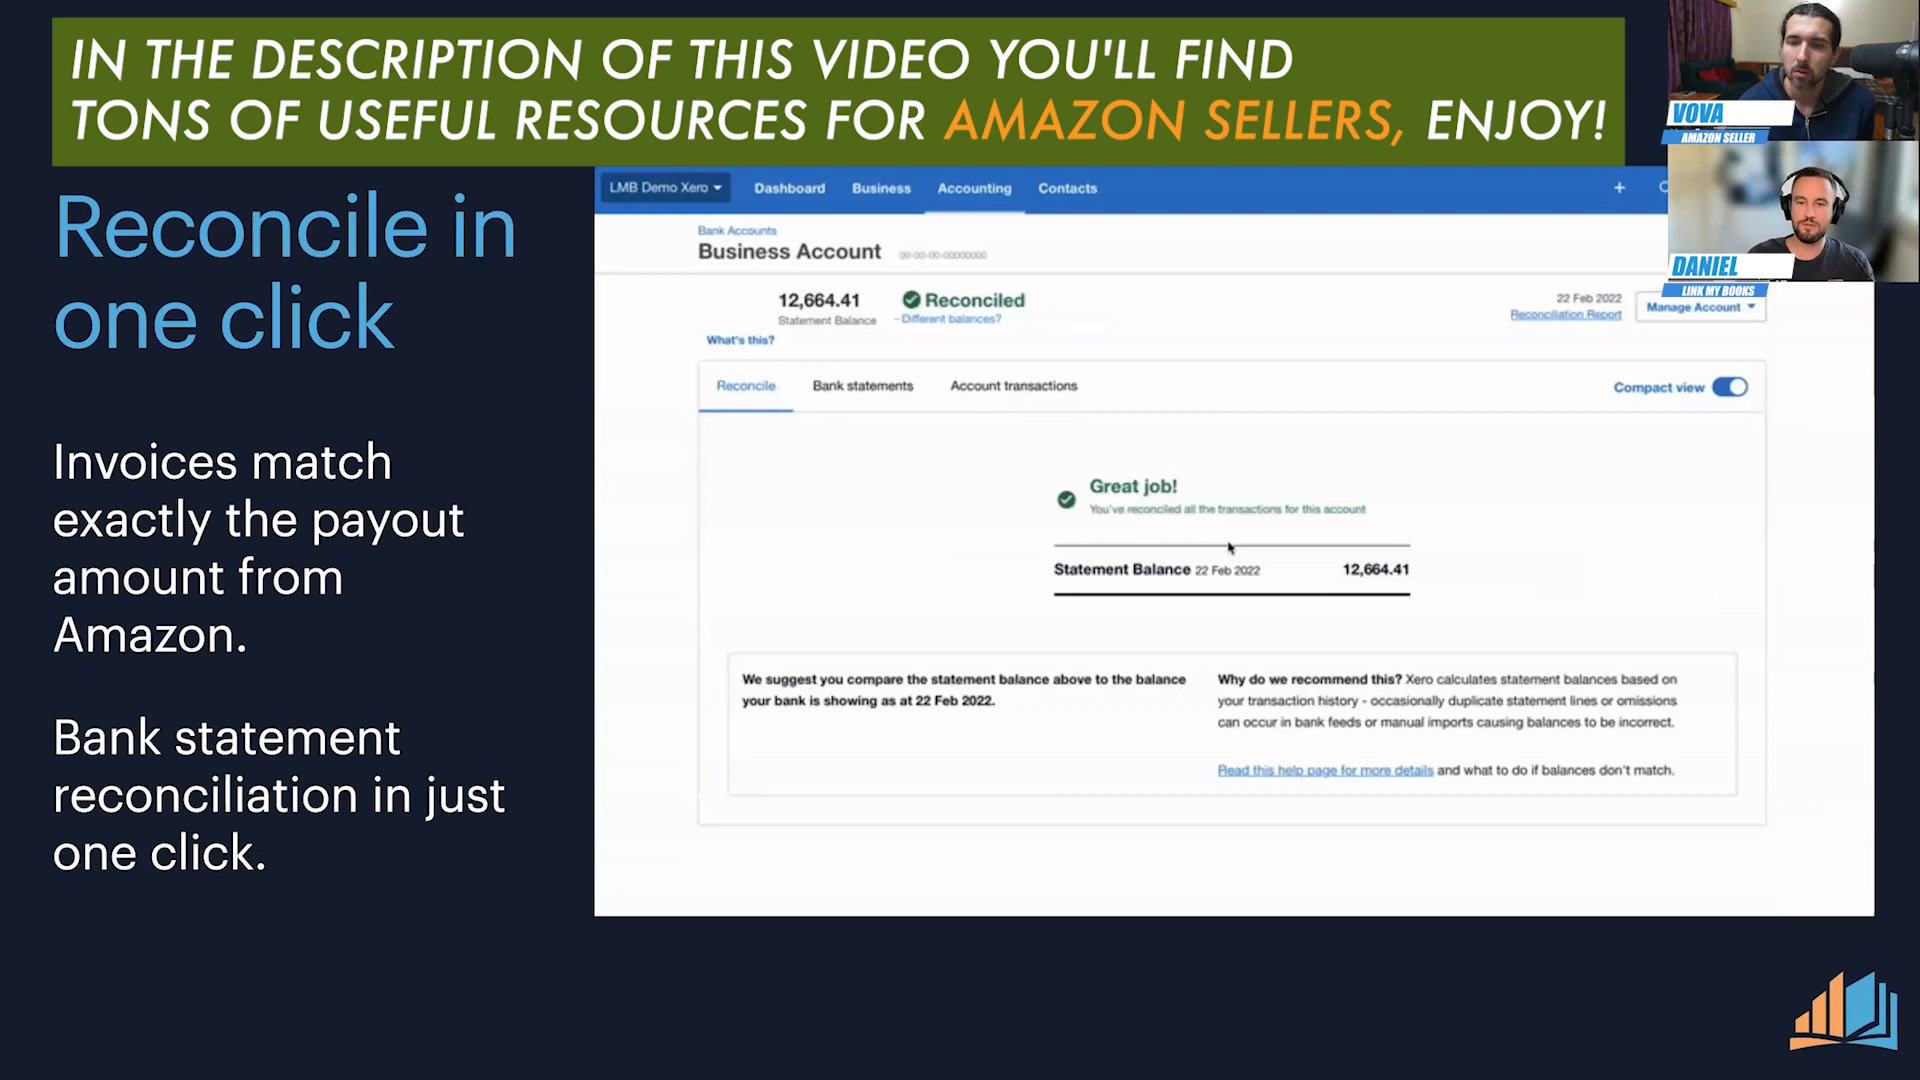 IN THE DESCRIPTION OF THIS VIDEO YOU'LL FIND
TONS OF USEFUL RESOURCES FOR AMAZON SELLERS, ENJOY!
VOVA
AMAZON SELLER
DANIEL
LINK MY BOOKS
Reconcile in
one click
Invoices match
exactly the payout
amount from
Amazon.
Bank statement
reconciliation in just
one click.
LMB Demo Xero
Dashboard
Business
Accounting
Contacts
Bank Accounts
Business Account
12,664.41
Statement Balance
Reconciled
Different balances?
What's this?
22 Feb 2022
Reconciliation Report
Manage Account
Reconcile
Bank statements
Account transactions
Compact view
Great job!
You've reconciled all the transactions for this account
Statement Balance 22 Feb 2022 12,664.41
We suggest you compare the statement balance above to the balance
your bank is showing as at 22 Feb 2022.
Why do we recommend this? Xero calculates statement balances based on
your transaction history - occasionally duplicate statement lines or omissions
can occur in bank feeds or manual imports causing balances to be incorrect.
Read this help page for more details and what to do if balances don't match.